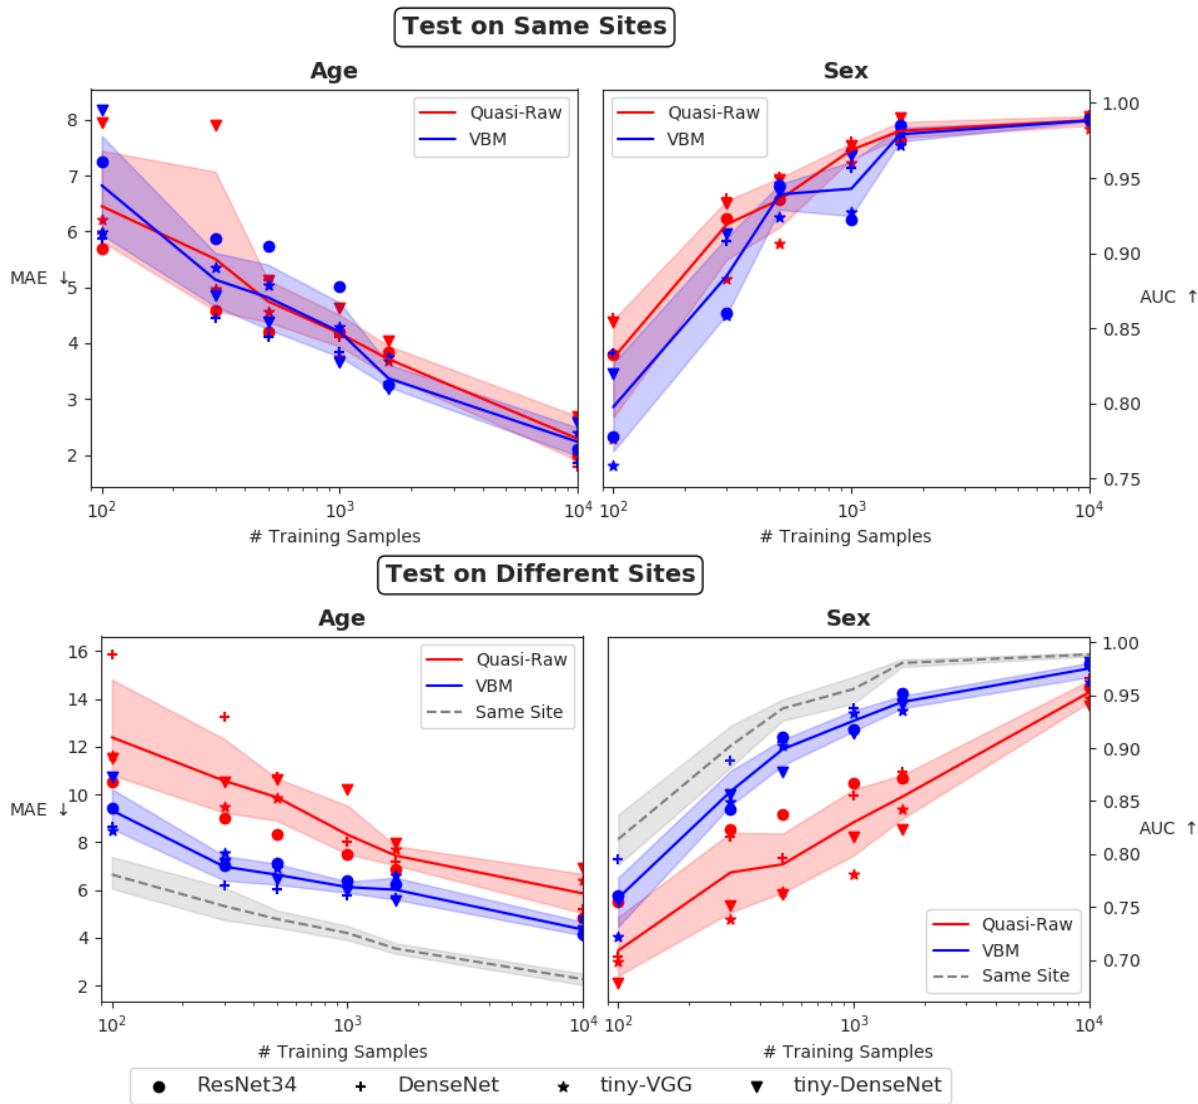 Test on Same Sites
Age
Sex
Quasi-Raw
VBM
Quasi-Raw
VBM
MAE ↓
AUC ↑
8
7
6
5
4
3
2
1.00
0.95
0.90
0.85
0.80
0.75
10²
10³
10⁴
10²
10³
10⁴
# Training Samples
# Training Samples
Test on Different Sites
Age
Sex
Quasi-Raw
VBM
Same Site
MAE ↓
AUC ↑
16
14
12
10
8
6
4
2
1.00
0.95
0.90
0.85
0.80
0.75
0.70
Quasi-Raw
VBM
Same Site
10²
10³
10⁴
10²
10³
10⁴
# Training Samples
# Training Samples
ResNet34 DenseNet tiny-VGG tiny-DenseNet